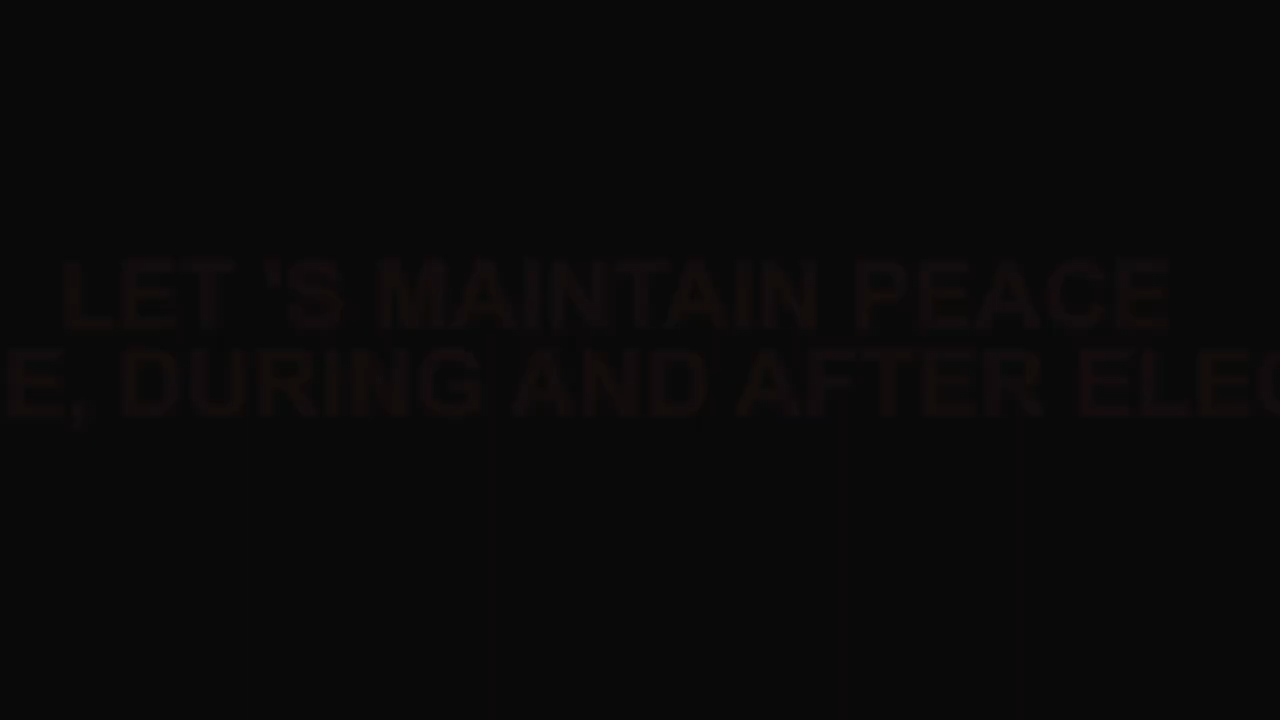 LET 'S MAINTAIN PEACE
E, DURING AND AFTER ELEC